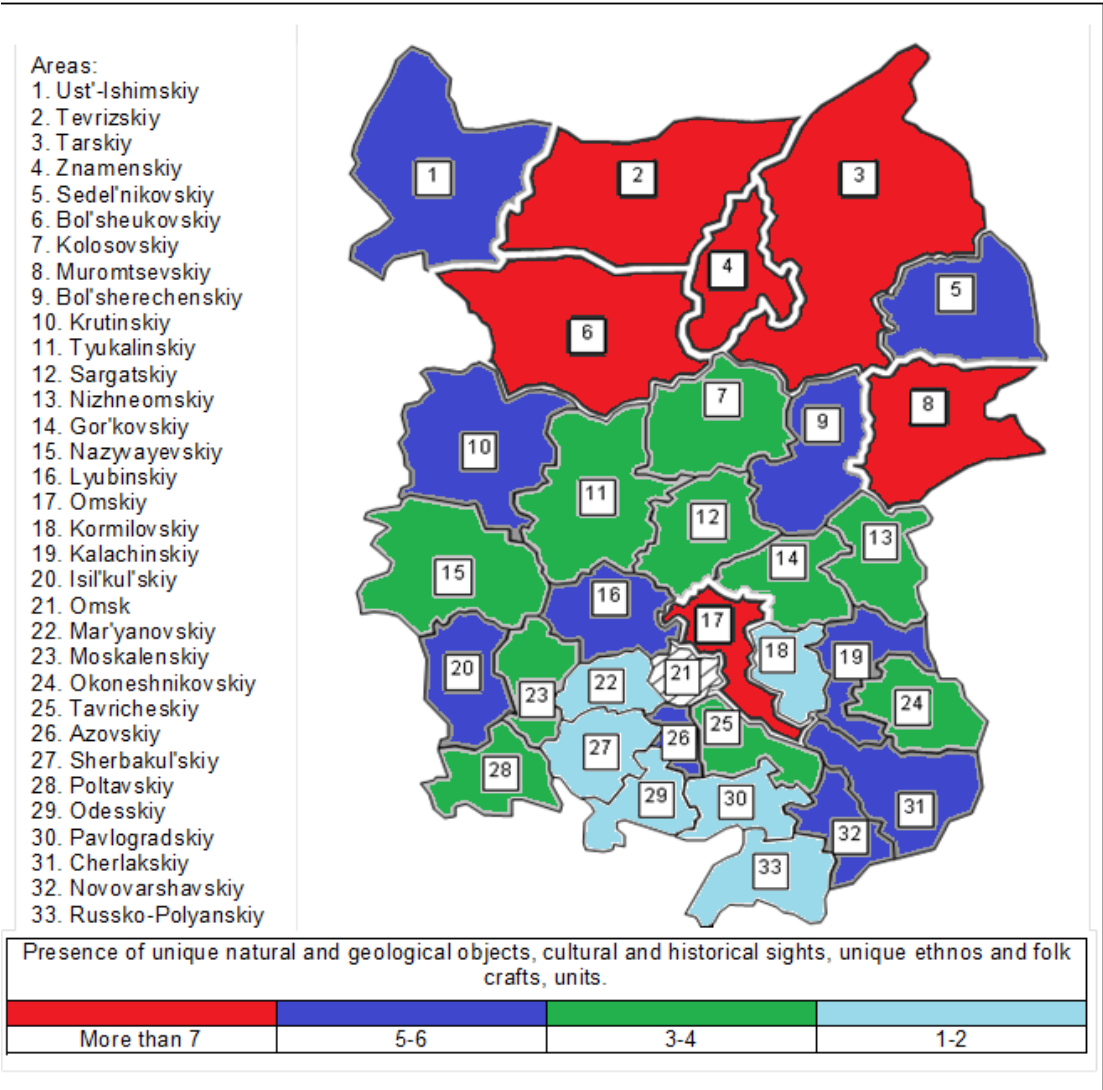 Areas:
1. Ust'-Ishimskiy
2. Tevrizskiy
3. Tarskiy
4. Znamenskiy
5. Sedel'nikovskiy
6. Bol'sheukovskiy
7. Kolosovskiy
8. Muromtsevskiy
9. Bol'sherechenskiy
10. Krutinskiy
11. Tyukalinskiy
12. Sargatskiy
13. Nizhneomskiy
14. Gor'kovskiy
15. Nazywayevskiy
16. Lyubinskiy
17. Omskiy
18. Kormilovskiy
19. Kalachinskiy
20. Isil'kul'skiy
21. Omsk
22. Mar'yanovskiy
23. Moskalenskiy
24. Okoneshnikovskiy
25. Tavricheskiy
26. Azovskiy
27. Sherbakul'skiy
28. Poltavskiy
29. Odesskiy
30. Pavlogradskiy
31. Cherlakskiy
32. Novovarshavskiy
33. Russko-Polyanskiy
1
2
3
4
5
6
7
8
9
10
11
12
13
14
15
16
17
18
19
20
21
22
23
24
25
26
27
28
29
30
31
32
33
Presence of unique natural and geological objects, cultural and historical sights, unique ethnos and folk
crafts, units.
More than 7
5-6
3-4
1-2